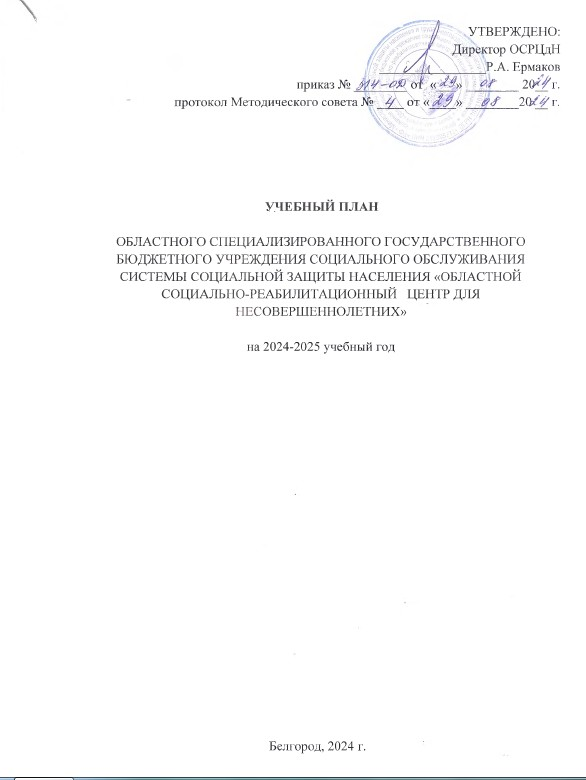 УТВЕРЖДЕНО:
Директор ОСРЦдН
Р.А. Ермаков
приказ № от «29» 08 2024 г.
протокол Методического совета № 4 от «29» 08 2024 г.
УЧЕБНЫЙ ПЛАН
ОБЛАСТНОГО СПЕЦИАЛИЗИРОВАННОГО ГОСУДАРСТВЕННОГО
БЮДЖЕТНОГО УЧРЕЖДЕНИЯ СОЦИАЛЬНОГО ОБСЛУЖИВАНИЯ
СИСТЕМЫ СОЦИАЛЬНОЙ ЗАЩИТЫ НАСЕЛЕНИЯ «ОБЛАСТНОЙ
СОЦИАЛЬНО-РЕАБИЛИТАЦИОННЫЙ ЦЕНТР ДЛЯ
НЕСОВЕРШЕННОЛЕТНИХ»
на 2024-2025 учебный год
Белгород, 2024 г.